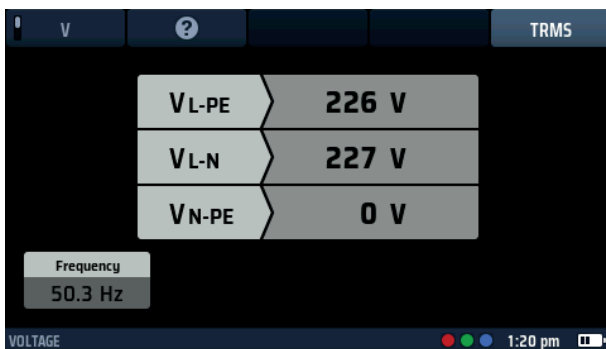 V ? TRMS
VL-PE 226 V
VL-N 227 V
VN-PE 0 V
Frequency
50.3 Hz
VOLTAGE 1:20 pm